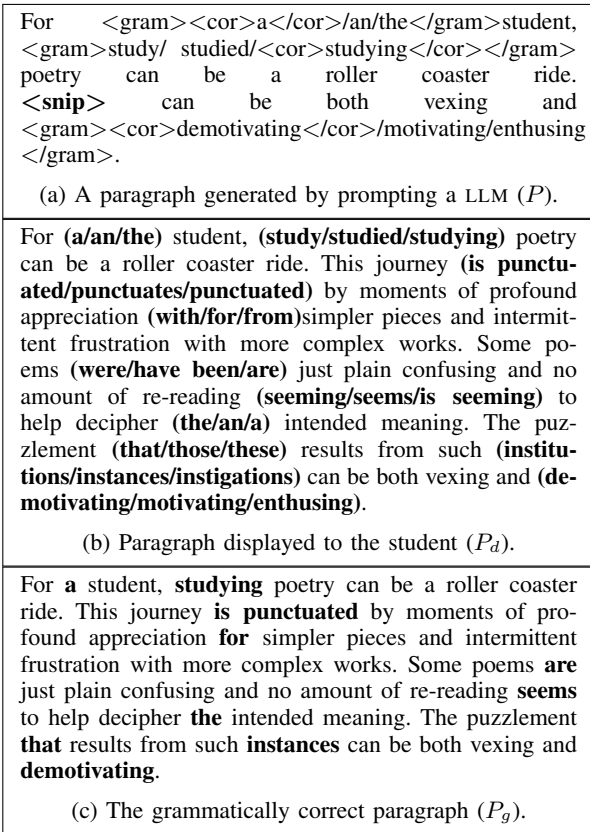 For <gram><cor>a</cor>/an/the</gram>student,
<gram>study/ studied/<cor>studying</cor></gram>
poetry can be a roller coaster ride.
<snip> can be both vexing and
<gram><cor>demotivating</cor>/motivating/enthusing
</gram>.
(a) A paragraph generated by prompting a LLM (P).
For (a/an/the) student, (study/studied/studying) poetry
can be a roller coaster ride. This journey (is punctu-
ated/punctuates/punctuated) by moments of profound
appreciation (with/for/from)simpler pieces and intermit-
tent frustration with more complex works. Some po-
ems (were/have been/are) just plain confusing and no
amount of re-reading (seeming/seems/is seeming) to
help decipher (the/an/a) intended meaning. The puz-
zlement (that/those/these) results from such (institu-
tions/instances/instigations) can be both vexing and (de-
motivating/motivating/enthusing).
(b) Paragraph displayed to the student (Pd).
For a student, studying poetry can be a roller coaster
ride. This journey is punctuated by moments of pro-
found appreciation for simpler pieces and intermittent
frustration with more complex works. Some poems are
just plain confusing and no amount of re-reading seems
to help decipher the intended meaning. The puzzlement
that results from such instances can be both vexing and
demotivating.
(c) The grammatically correct paragraph (Pg).